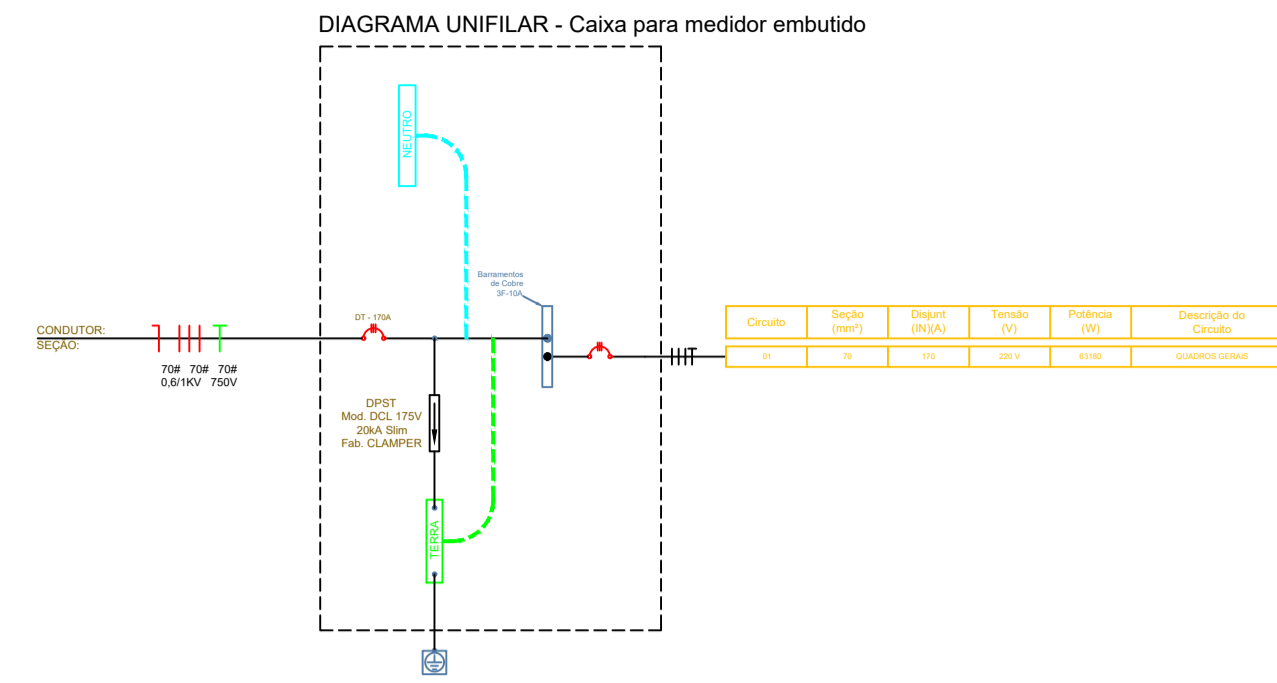 DIAGRAMA UNIFILAR - Caixa para medidor embutido
NEUTRO
Barramentos
de Cobre
3F-10A
DT - 170A
CONDUTOR:
SEÇÃO:
70# 70# 70#
0,6/1KV 750V
DPST
Mod. DCL 175V
20kA Slim
Fab. CLAMPER
TERRA
Circuito Seção (mm²) Disjunt (IN)(A) Tensão (V) Potência (W) Descrição do Circuito
01 70 170 220 V 63180 QUADROS GERAIS